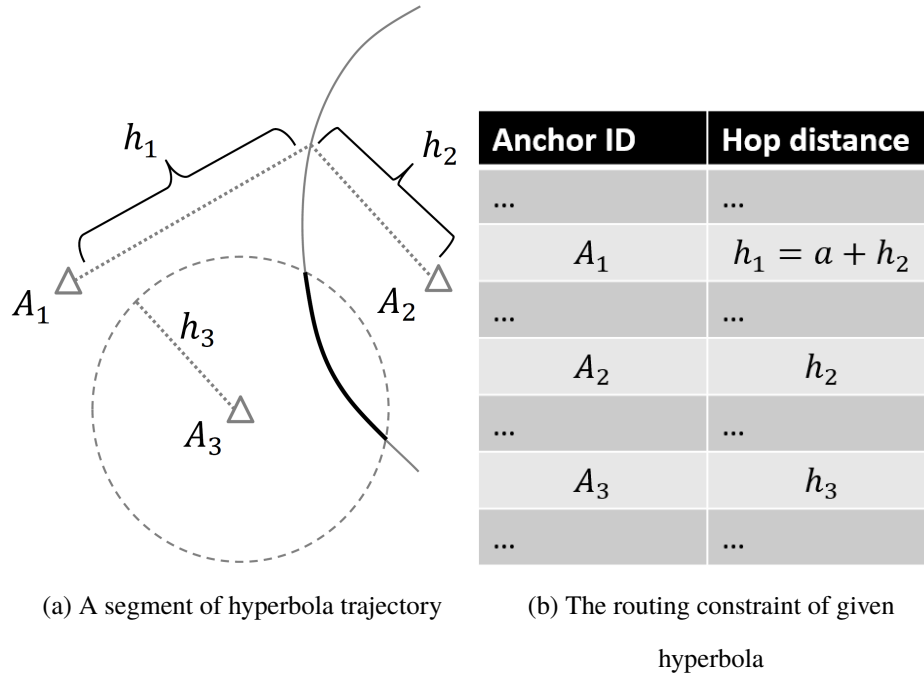 h₁
h₂
A₁
A₂
h₃
A₃
Anchor ID Hop distance
... ...
A₁ h₁ = a + h₂
... ...
A₂ h₂
... ...
A₃ h₃
... ...
(a) A segment of hyperbola trajectory
(b) The routing constraint of given
hyperbola